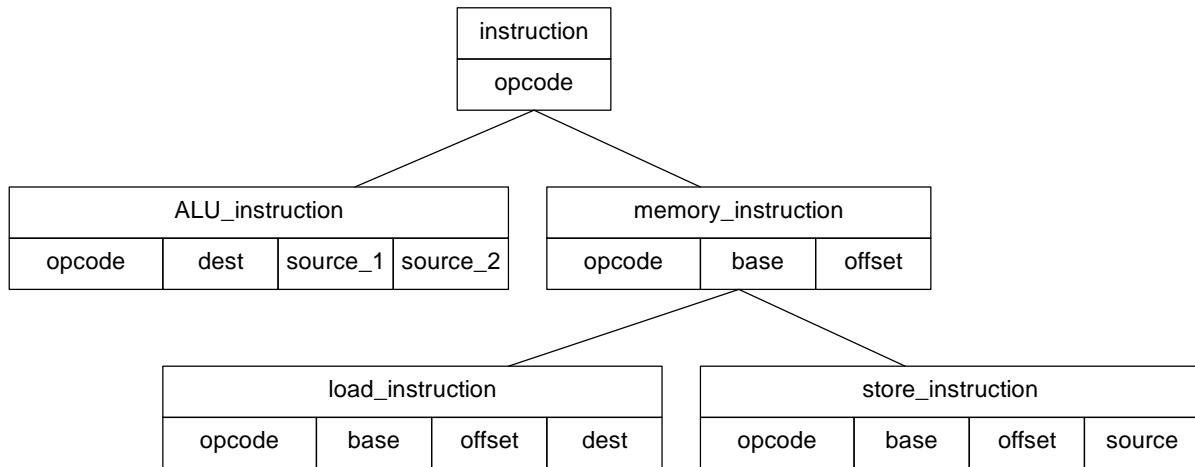 instruction
opcode
ALU_instruction
opcode dest source_1 source_2
memory_instruction
opcode base offset
load_instruction
opcode base offset dest
store_instruction
opcode base offset source